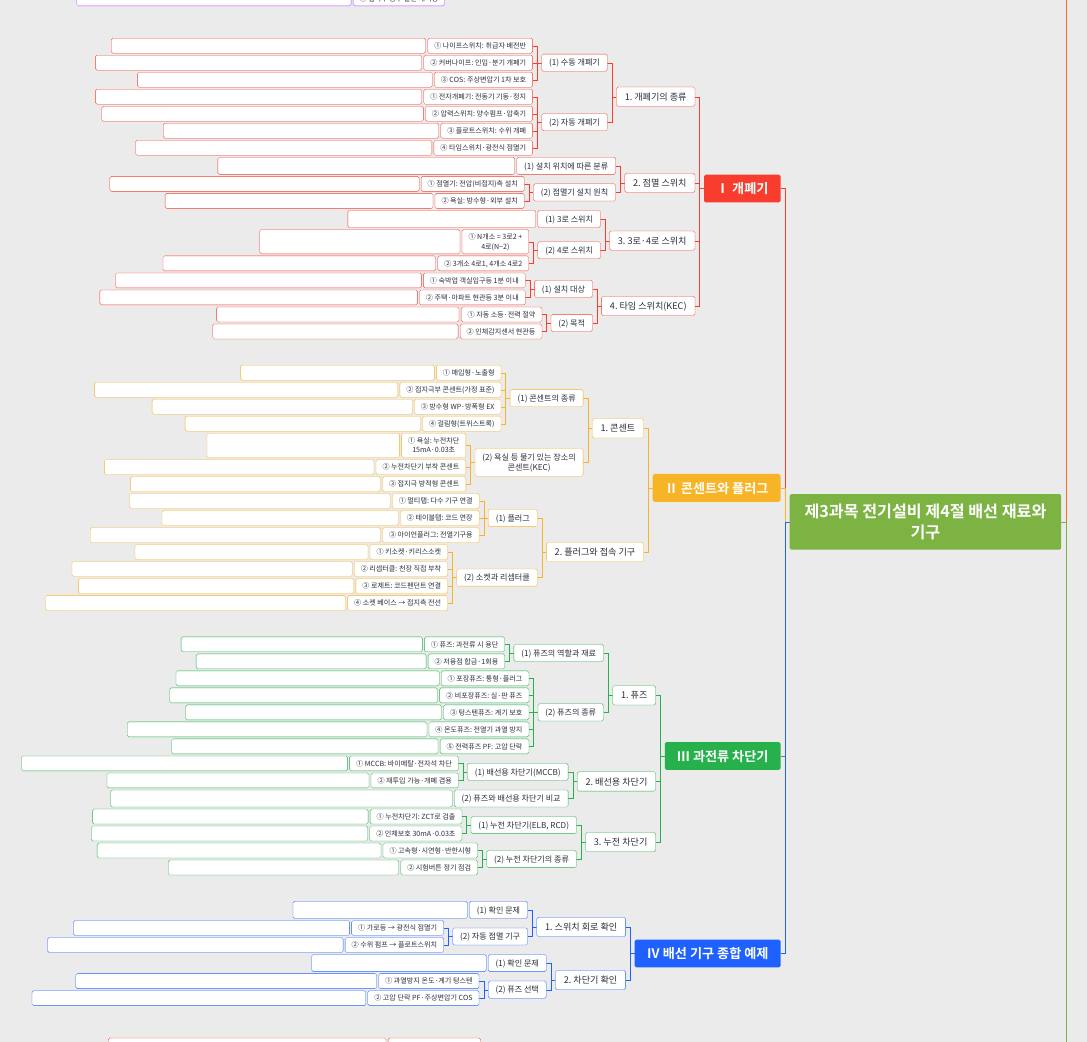 ① 나이프스위치: 취급자 배전반
② 커버나이프: 인입·분기 개폐기
③ COS: 주상변압기 1차 보호
(1) 수동 개폐기
① 전자개폐기: 전동기 기동·정지
② 압력스위치: 양수펌프·압축기
③ 플로트스위치: 수위 개폐
④ 타임스위치·광전식 점멸기
(2) 자동 개폐기
1. 개폐기의 종류
(1) 설치 위치에 따른 분류
① 점멸기: 전압(비접지)측 설치
② 욕실: 방수형·외부 설치
(2) 점멸기 설치 원칙
2. 점멸 스위치
Ⅰ 개폐기
(1) 3로 스위치
① N개소 = 3로2 +
4로(N-2)
② 3개소 4로1, 4개소 4로2
(2) 4로 스위치
3. 3로·4로 스위치
① 숙박업 객실입구등 1분 이내
② 주택·아파트 현관등 3분 이내
(1) 설치 대상
① 자동 소등·전력 절약
② 인체감지센서 현관등
(2) 목적
4. 타임 스위치(KEC)
① 매입형·노출형
② 접지극부 콘센트(가정 표준)
③ 방수형 WP·방폭형 EX
④ 걸림형(트위스트록)
(1) 콘센트의 종류
① 욕실: 누전차단
15mA·0.03초
② 누전차단기 부착 콘센트
③ 접지극 방적형 콘센트
(2) 욕실 등 물기 있는 장소의
콘센트(KEC)
1. 콘센트
① 멀티탭: 다수 기구 연결
② 테이블탭: 코드 연장
③ 아이언플러그: 전열기구용
(1) 플러그
① 키소켓·키리스소켓
② 리셉터클: 천장 직접 부착
③ 로제트: 코드펜던트 연결
④ 소켓 베이스 → 접지측 전선
(2) 소켓과 리셉터클
2. 플러그와 접속 기구
Ⅱ 콘센트와 플러그
제3과목 전기설비 제4절 배선 재료와
기구
① 퓨즈: 과전류 시 용단
② 저융점 합금·1회용
(1) 퓨즈의 역할과 재료
① 포장퓨즈: 통형·플러그
② 비포장퓨즈: 실·판 퓨즈
③ 텅스텐퓨즈: 계기 보호
④ 온도퓨즈: 전열기 과열 방지
⑤ 전력퓨즈 PF: 고압 단락
(2) 퓨즈의 종류
1. 퓨즈
① MCCB: 바이메탈·전자석 차단
② 재투입 가능·개폐 겸용
(1) 배선용 차단기(MCCB)
(2) 퓨즈와 배선용 차단기 비교
2. 배선용 차단기
① 누전차단기: ZCT로 검출
② 인체보호 30mA·0.03초
(1) 누전 차단기(ELB, RCD)
① 고속형·시연형·반한시형
② 시험버튼 정기 점검
(2) 누전 차단기의 종류
3. 누전 차단기
Ⅲ 과전류 차단기
(1) 확인 문제
① 가로등 → 광전식 점멸기
② 수위 펌프 → 플로트스위치
(2) 자동 점멸 기구
1. 스위치 회로 확인
(1) 확인 문제
① 과열방지 온도·계기 텅스텐
② 고압 단락 PF·주상변압기 COS
(2) 퓨즈 선택
2. 차단기 확인
Ⅳ 배선 기구 종합 예제